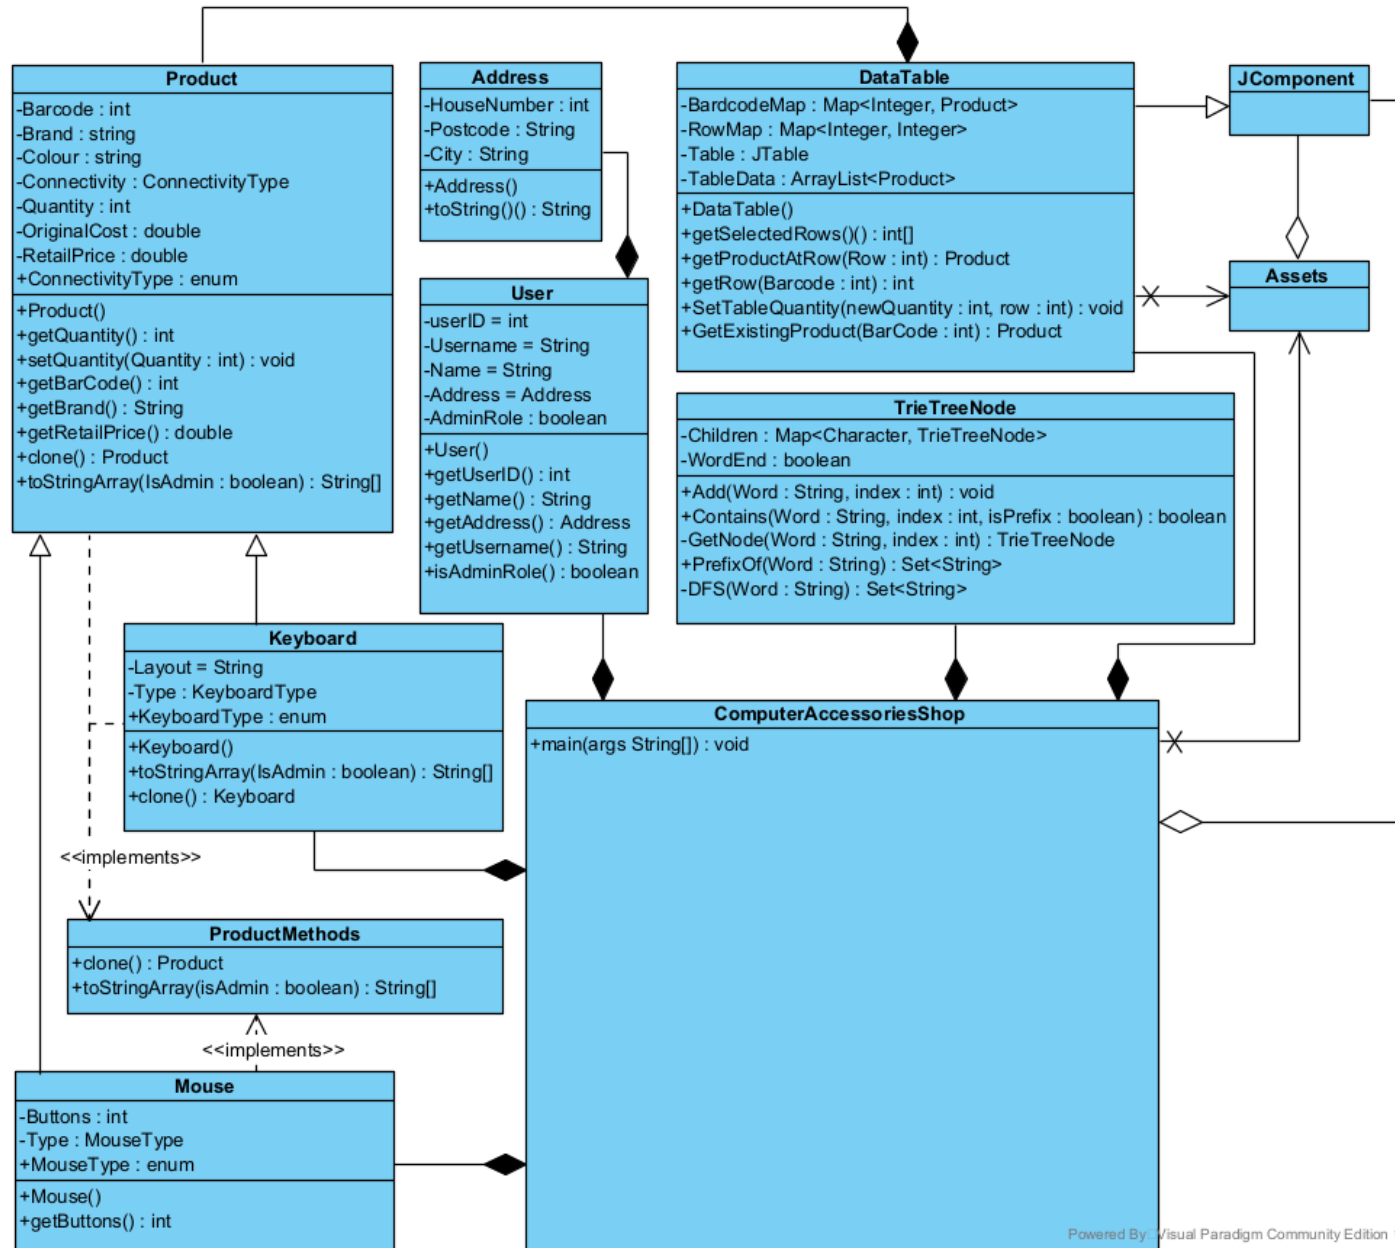 Product
-Barcode : int
-Brand : string
-Colour : string
-Connectivity : ConnectivityType
-Quantity : int
-OriginalCost : double
-RetailPrice : double
+ConnectivityType : enum
+Product()
+getQuantity() : int
+setQuantity(Quantity : int) : void
+getBarCode() : int
+getBrand() : String
+getRetailPrice() : double
+clone() : Product
+toStringArray(IsAdmin : boolean) : String[]
Address
-HouseNumber : int
-Postcode : String
-City : String
+Address()
+toString()() : String
DataTable
-BardcodeMap : Map<Integer, Product>
-RowMap : Map<Integer, Integer>
-Table : JTable
-TableData : ArrayList<Product>
+DataTable()
+getSelectedRows()() : int[]
+getProductAtRow(Row : int) : Product
+getRow(Barcode : int) : int
+SetTableQuantity(newQuantity : int, row : int) : void
+GetExistingProduct(BarCode : int) : Product
JComponent
Assets
User
-userID = int
-Username = String
-Name = String
-Address = Address
-AdminRole : boolean
+User()
+getUserID() : int
+getName() : String
+getAddress() : Address
+getUsername() : String
+isAdminRole() : boolean
TrieTreeNode
-Children : Map<Character, TrieTreeNode>
-WordEnd : boolean
+Add(Word : String, index : int) : void
+Contains(Word : String, index : int, isPrefix : boolean) : boolean
-GetNode(Word : String, index : int) : TrieTreeNode
+PrefixOf(Word : String) : Set<String>
-DFS(Word : String) : Set<String>
Keyboard
-Layout = String
-Type : KeyboardType
+KeyboardType : enum
+Keyboard()
+toStringArray(IsAdmin : boolean) : String[]
+clone() : Keyboard
ComputerAccessoriesShop
+main(args String[]) : void
<<implements>>
ProductMethods
+clone() : Product
+toStringArray(isAdmin : boolean) : String[]
<<implements>>
Mouse
-Buttons : int
-Type : MouseType
+MouseType : enum
+Mouse()
+getButtons() : int
Powered By Visual Paradigm Community Edition